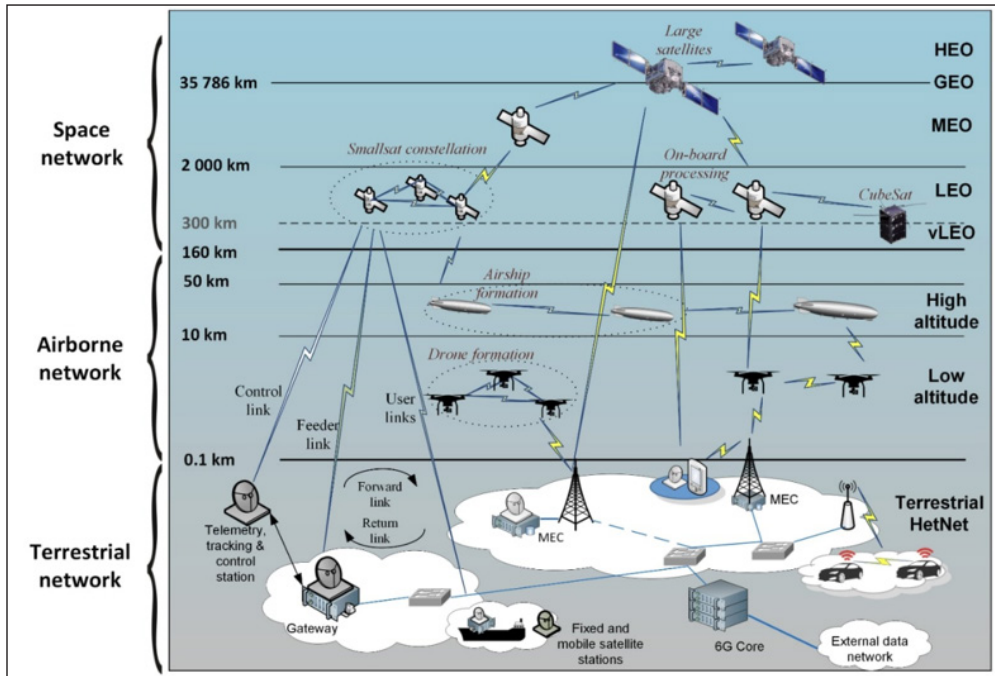 Space
network
Airborne
network
Terrestrial
network
35 786 km
2 000 km
300 km
160 km
50 km
10 km
0.1 km
HEO
GEO
MEO
LEO
vLEO
High
altitude
Low
altitude
Terrestrial
HetNet
Large
satellites
Smallsat constellation
On-board
processing
CubeSat
Airship
formation
Drone formation
Control
link
Feeder
link
User
links
Forward
link
Return
link
Telemetry,
tracking &
control
station
Gateway
MEC
MEC
Fixed and
mobile satellite
stations
6G Core
External data
network